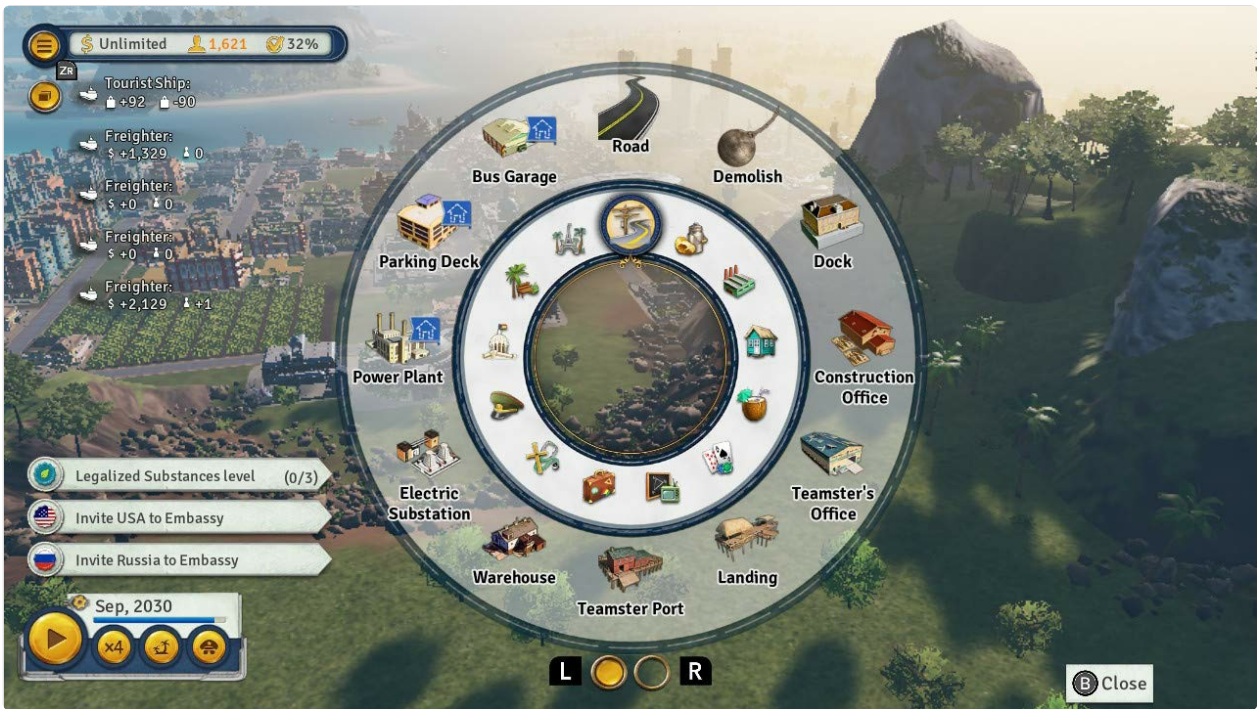 $ Unlimited 1,621 32%
ZR
Tourist Ship:
+92 -90
Freighter:
$ +1,329 0
Freighter:
$ +0 0
Freighter:
$ +0 0
Freighter:
$ +2,129 +1
Road
Bus Garage
Demolish
Parking Deck
Dock
Power Plant
Construction
Office
Electric
Substation
Teamster's
Office
Warehouse
Landing
Teamster Port
Legalized Substances level (0/3)
Invite USA to Embassy
Invite Russia to Embassy
Sep, 2030
x4
L R
B Close